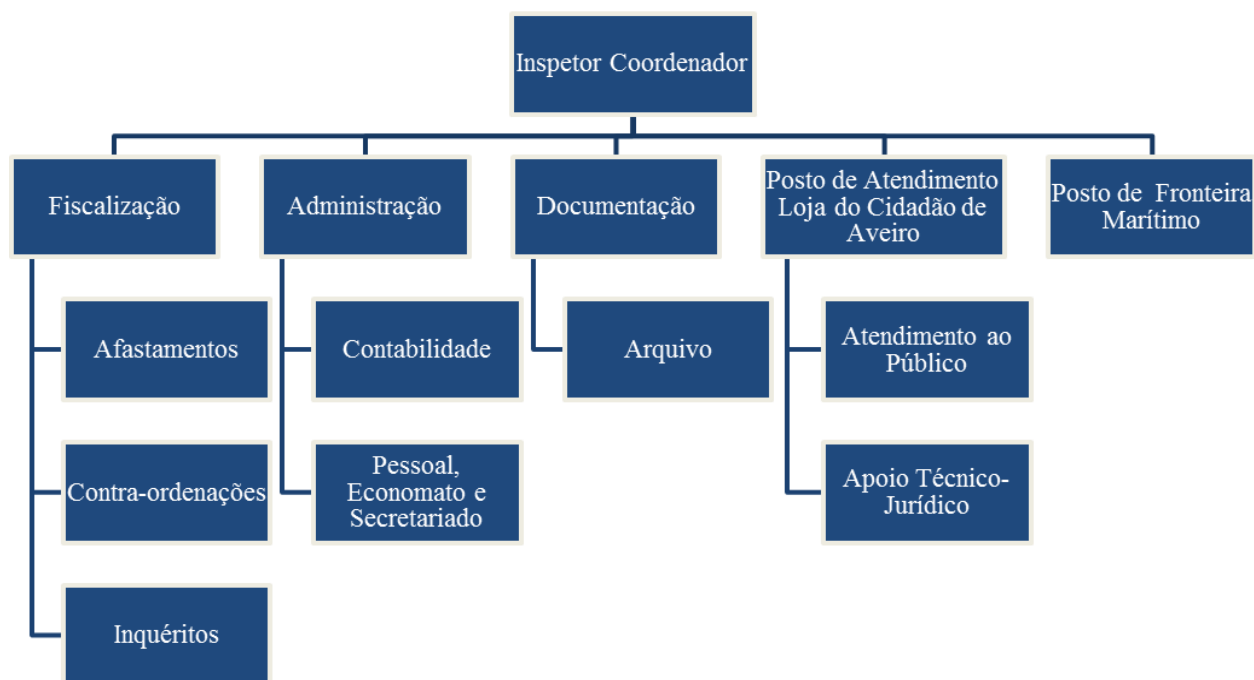 Inspetor Coordenador
Fiscalização
Administração
Documentação
Posto de Atendimento
Loja do Cidadão de
Aveiro
Posto de Fronteira
Marítimo
Afastamentos
Contabilidade
Arquivo
Atendimento ao
Público
Contra-ordenações
Pessoal,
Economato e
Secretariado
Apoio Técnico-
Jurídico
Inquéritos